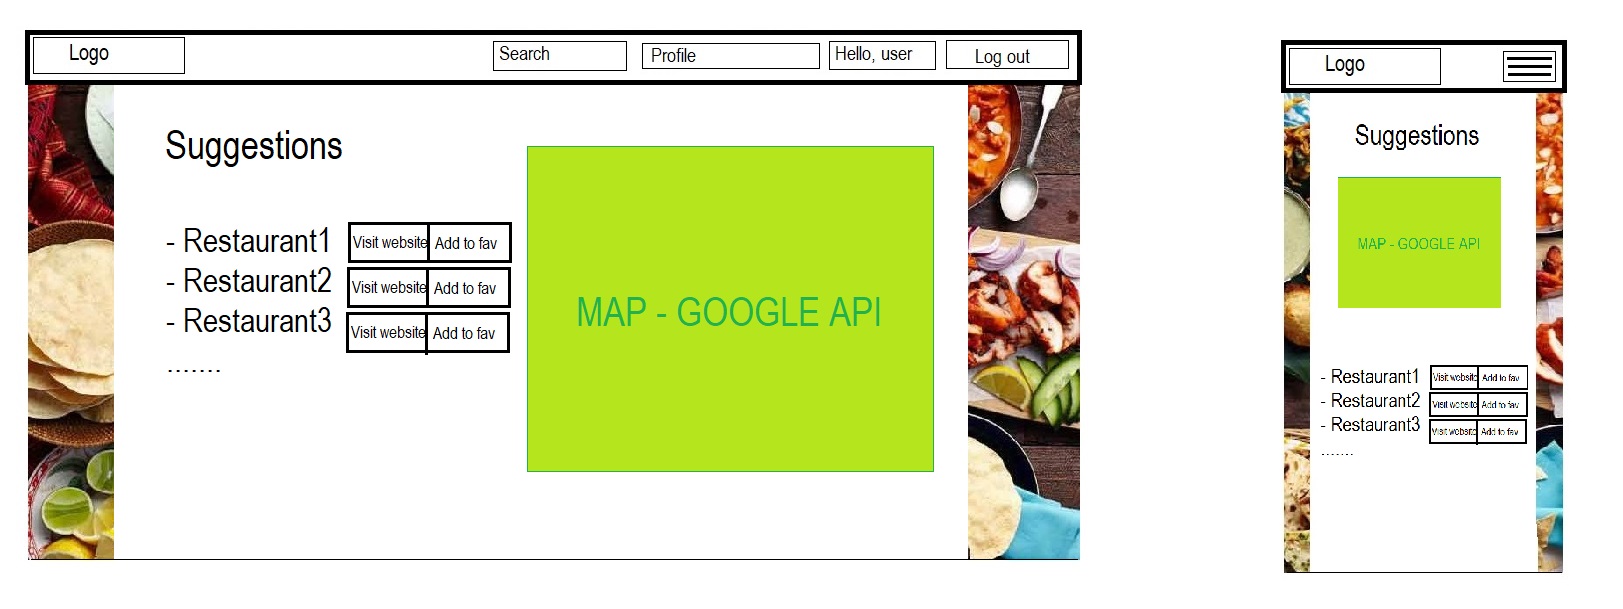 Logo
Search
Profile
Hello, user
Log out
Suggestions
- Restaurant1 Visit website Add to fav
- Restaurant2 Visit website Add to fav
- Restaurant3 Visit website Add to fav
.......
MAP - GOOGLE API
Logo
Suggestions
MAP - GOOGLE API
- Restaurant1 Visit website Add to fav
- Restaurant2 Visit website Add to fav
- Restaurant3 Visit website Add to fav
.......